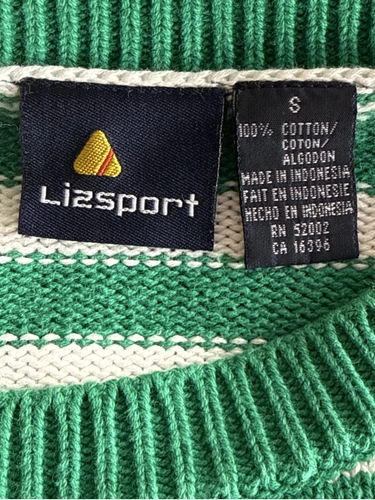 Lizsport
S
100% COTTON/
COTON/
ALGODON
MADE IN INDONESIA
FAIT EN INDONESIE
HECHO EN INDONESIA
RN 52002
CA 16396